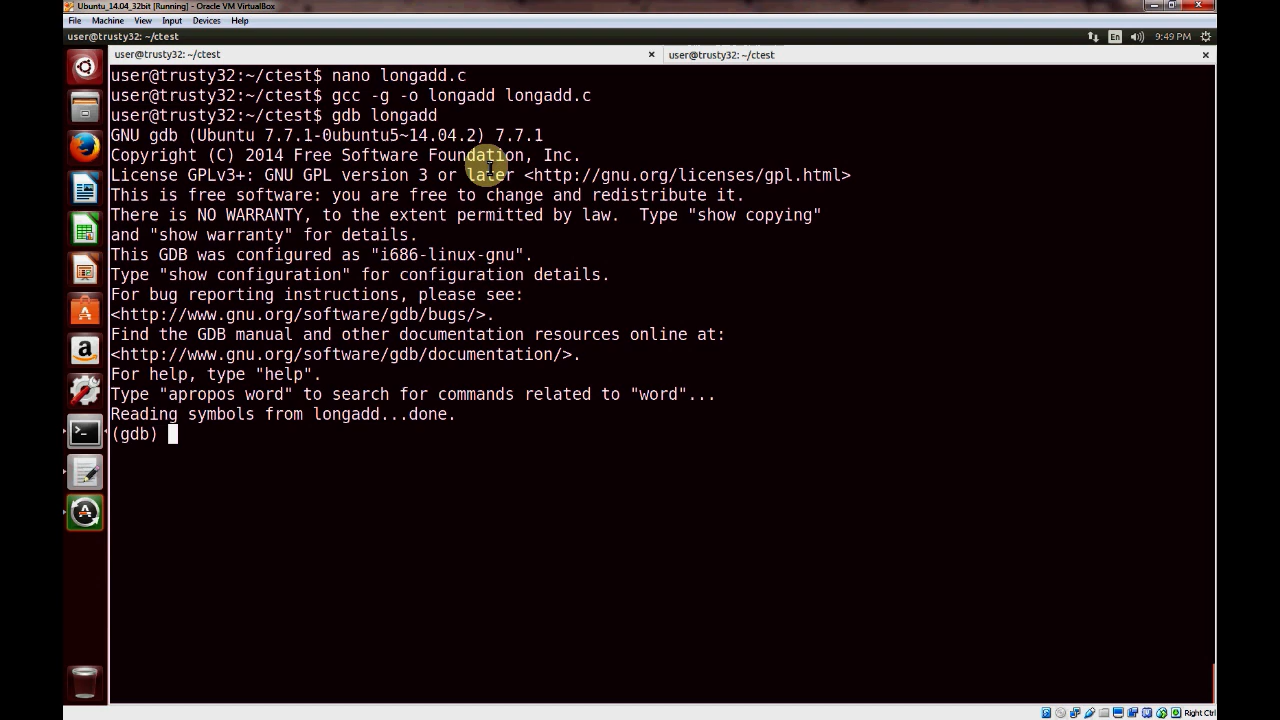 Ubuntu_14.04_32bit [Running] - Oracle VM VirtualBox
File Machine View Input Devices Help
user@trusty32: ~/ctest
En 9:49 PM
user@trusty32: ~/ctest × user@trusty32: ~/ctest ×
user@trusty32:~/ctest$ nano longadd.c
user@trusty32:~/ctest$ gcc -g -o longadd longadd.c
user@trusty32:~/ctest$ gdb longadd
GNU gdb (Ubuntu 7.7.1-0ubuntu5~14.04.2) 7.7.1
Copyright (C) 2014 Free Software Foundation, Inc.
License GPLv3+: GNU GPL version 3 or later <http://gnu.org/licenses/gpl.html>
This is free software: you are free to change and redistribute it.
There is NO WARRANTY, to the extent permitted by law.  Type "show copying"
and "show warranty" for details.
This GDB was configured as "i686-linux-gnu".
Type "show configuration" for configuration details.
For bug reporting instructions, please see:
<http://www.gnu.org/software/gdb/bugs/>.
Find the GDB manual and other documentation resources online at:
<http://www.gnu.org/software/gdb/documentation/>.
For help, type "help".
Type "apropos word" to search for commands related to "word"...
Reading symbols from longadd...done.
(gdb)
Right Ctrl